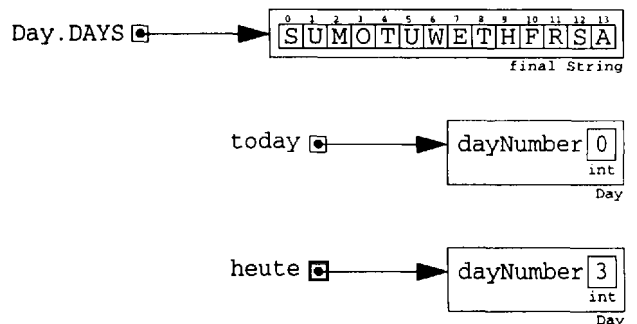 0 1 2 3 4 5 6 7 8 9 10 11 12 13
Day.DAYS S U M O T U W E T H F R S A
final String
today dayNumber 0
int
Day
heute dayNumber 3
int
Day